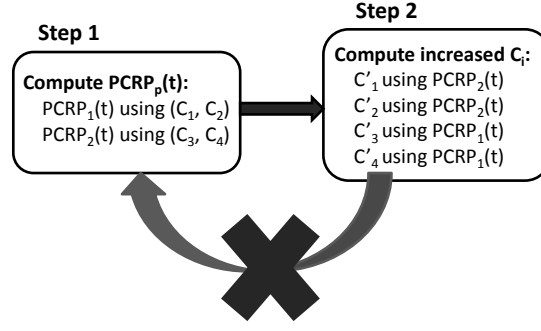 Step 1
Compute PCRPₚ(t):
PCRP₁(t) using (C₁, C₂)
PCRP₂(t) using (C₃, C₄)
Step 2
Compute increased Cᵢ:
C’₁ using PCRP₂(t)
C’₂ using PCRP₂(t)
C’₃ using PCRP₁(t)
C’₄ using PCRP₁(t)